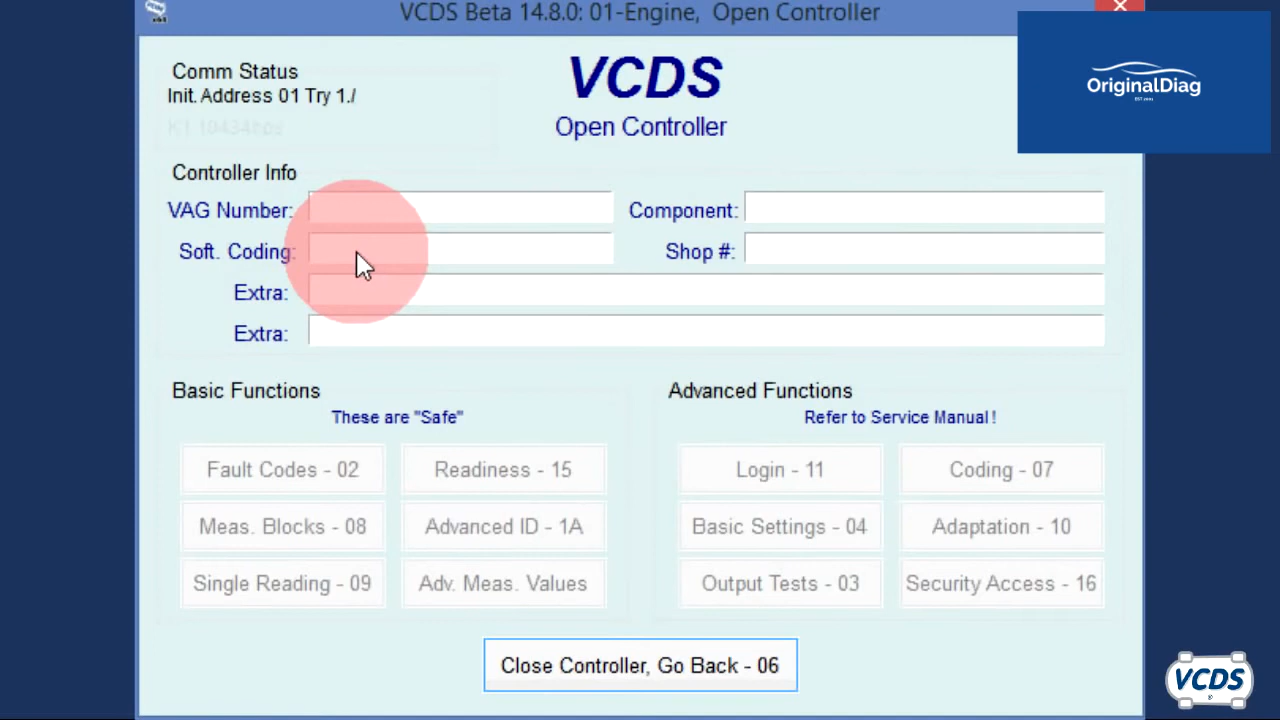 VCDS Beta 14.8.0: 01-Engine,  Open Controller
OriginalDiag
Comm Status
Init. Address 01 Try 1./
VCDS
Open Controller
Controller Info
VAG Number:
Component:
Soft. Coding:
Shop #:
Extra:
Extra:
Basic Functions
These are "Safe"
Advanced Functions
Refer to Service Manual!
Fault Codes - 02
Readiness - 15
Login - 11
Coding - 07
Meas. Blocks - 08
Advanced ID - 1A
Basic Settings - 04
Adaptation - 10
Single Reading - 09
Adv. Meas. Values
Output Tests - 03
Security Access - 16
Close Controller, Go Back - 06
VCDS